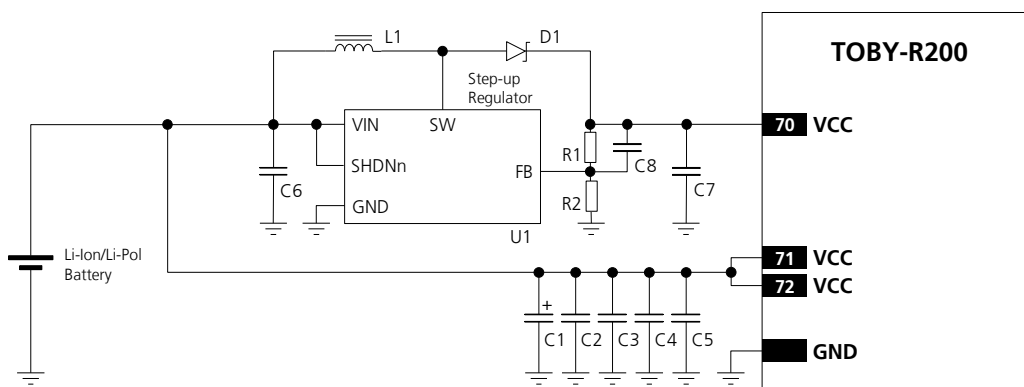 TOBY-R200
L1
D1
Step-up
Regulator
VIN
SW
70 VCC
SHDNn
FB
R1
C8
C6
C7
GND
R2
U1
Li-Ion/Li-Pol
Battery
71 VCC
72 VCC
+
C1
C2
C3
C4
C5
GND